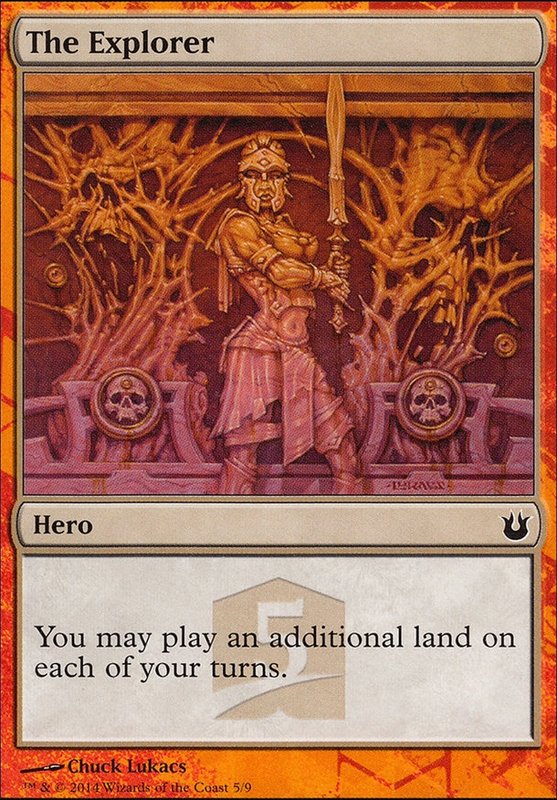 The Explorer
Hero
5
You may play an additional land on
each of your turns.
Chuck Lukacs
™ & © 2014 Wizards of the Coast 5/9